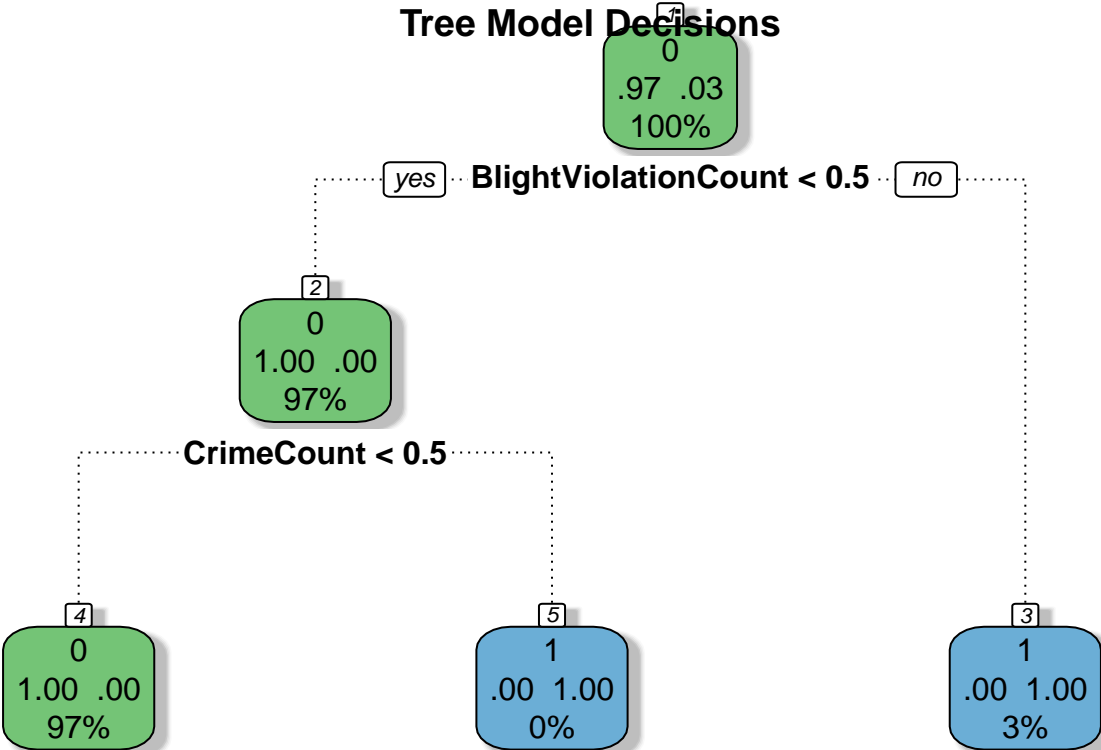 Tree Model Decisions
1
0
.97 .03
100%
yes BlightViolationCount < 0.5 no
2
0
1.00 .00
97%
CrimeCount < 0.5
4 5 3
0 1 1
1.00 .00 .00 1.00 .00 1.00
97% 0% 3%